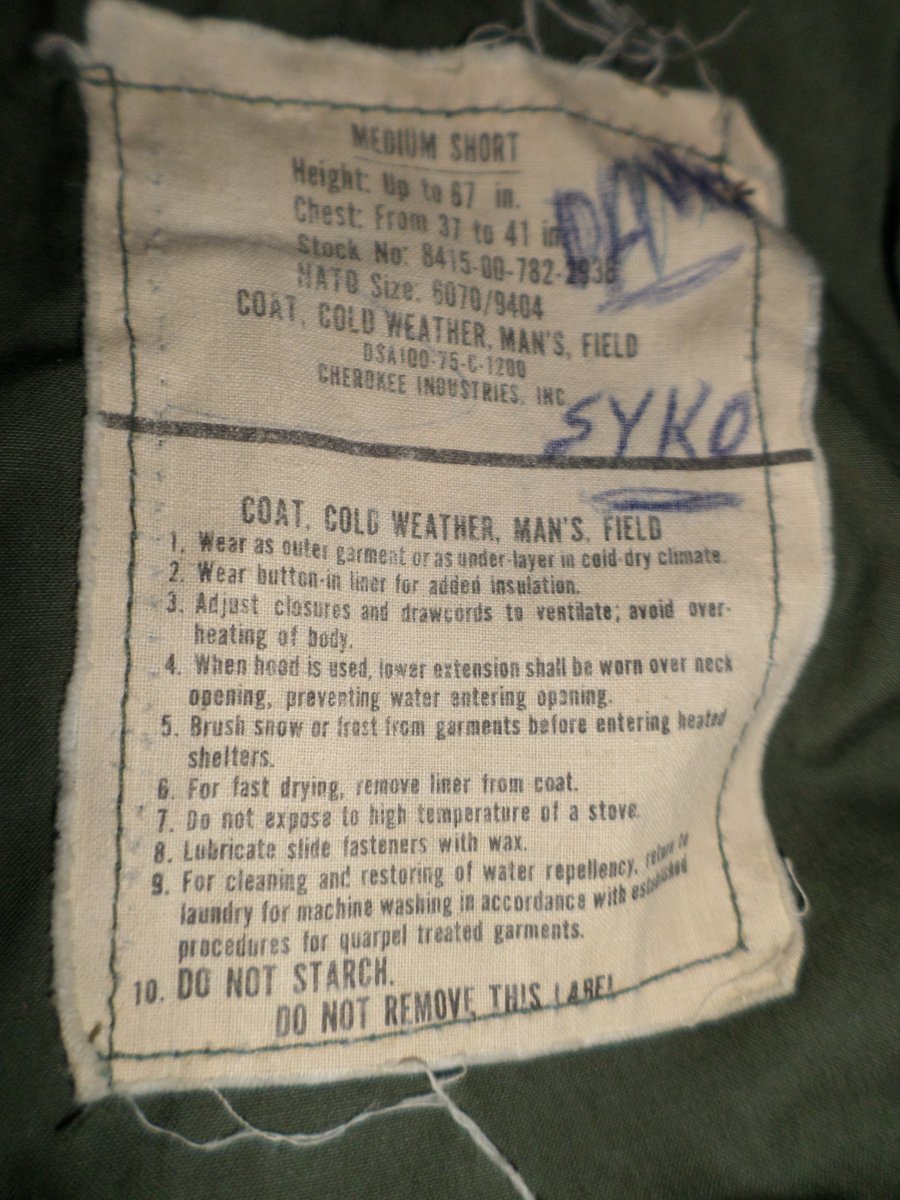 MEDIUM SHORT
Height: Up to 67 in.
Chest: From 37 to 41 in
Stock No: 8415-00-782-2938
NATO Size: 6070/9404
COAT, COLD WEATHER, MAN'S, FIELD
DSA100-75-C-1200
CHEROKEE INDUSTRIES, INC.
SYKO
COAT, COLD WEATHER, MAN'S, FIELD
1. Wear as outer garment or as under-layer in cold-dry climate.
2. Wear button-in liner for added insulation.
3. Adjust closures and drawcords to ventilate; avoid over-
heating of body.
4. When hood is used, lower extension shall be worn over neck
opening, preventing water entering opening.
5. Brush snow or frost from garments before entering heated
shelters.
6. For fast drying, remove liner from coat.
7. Do not expose to high temperature of a stove.
8. Lubricate slide fasteners with wax.
9. For cleaning and restoring of water repellency, return to
laundry for machine washing in accordance with established
procedures for quarpel treated garments.
10. DO NOT STARCH.
DO NOT REMOVE THIS LABEL